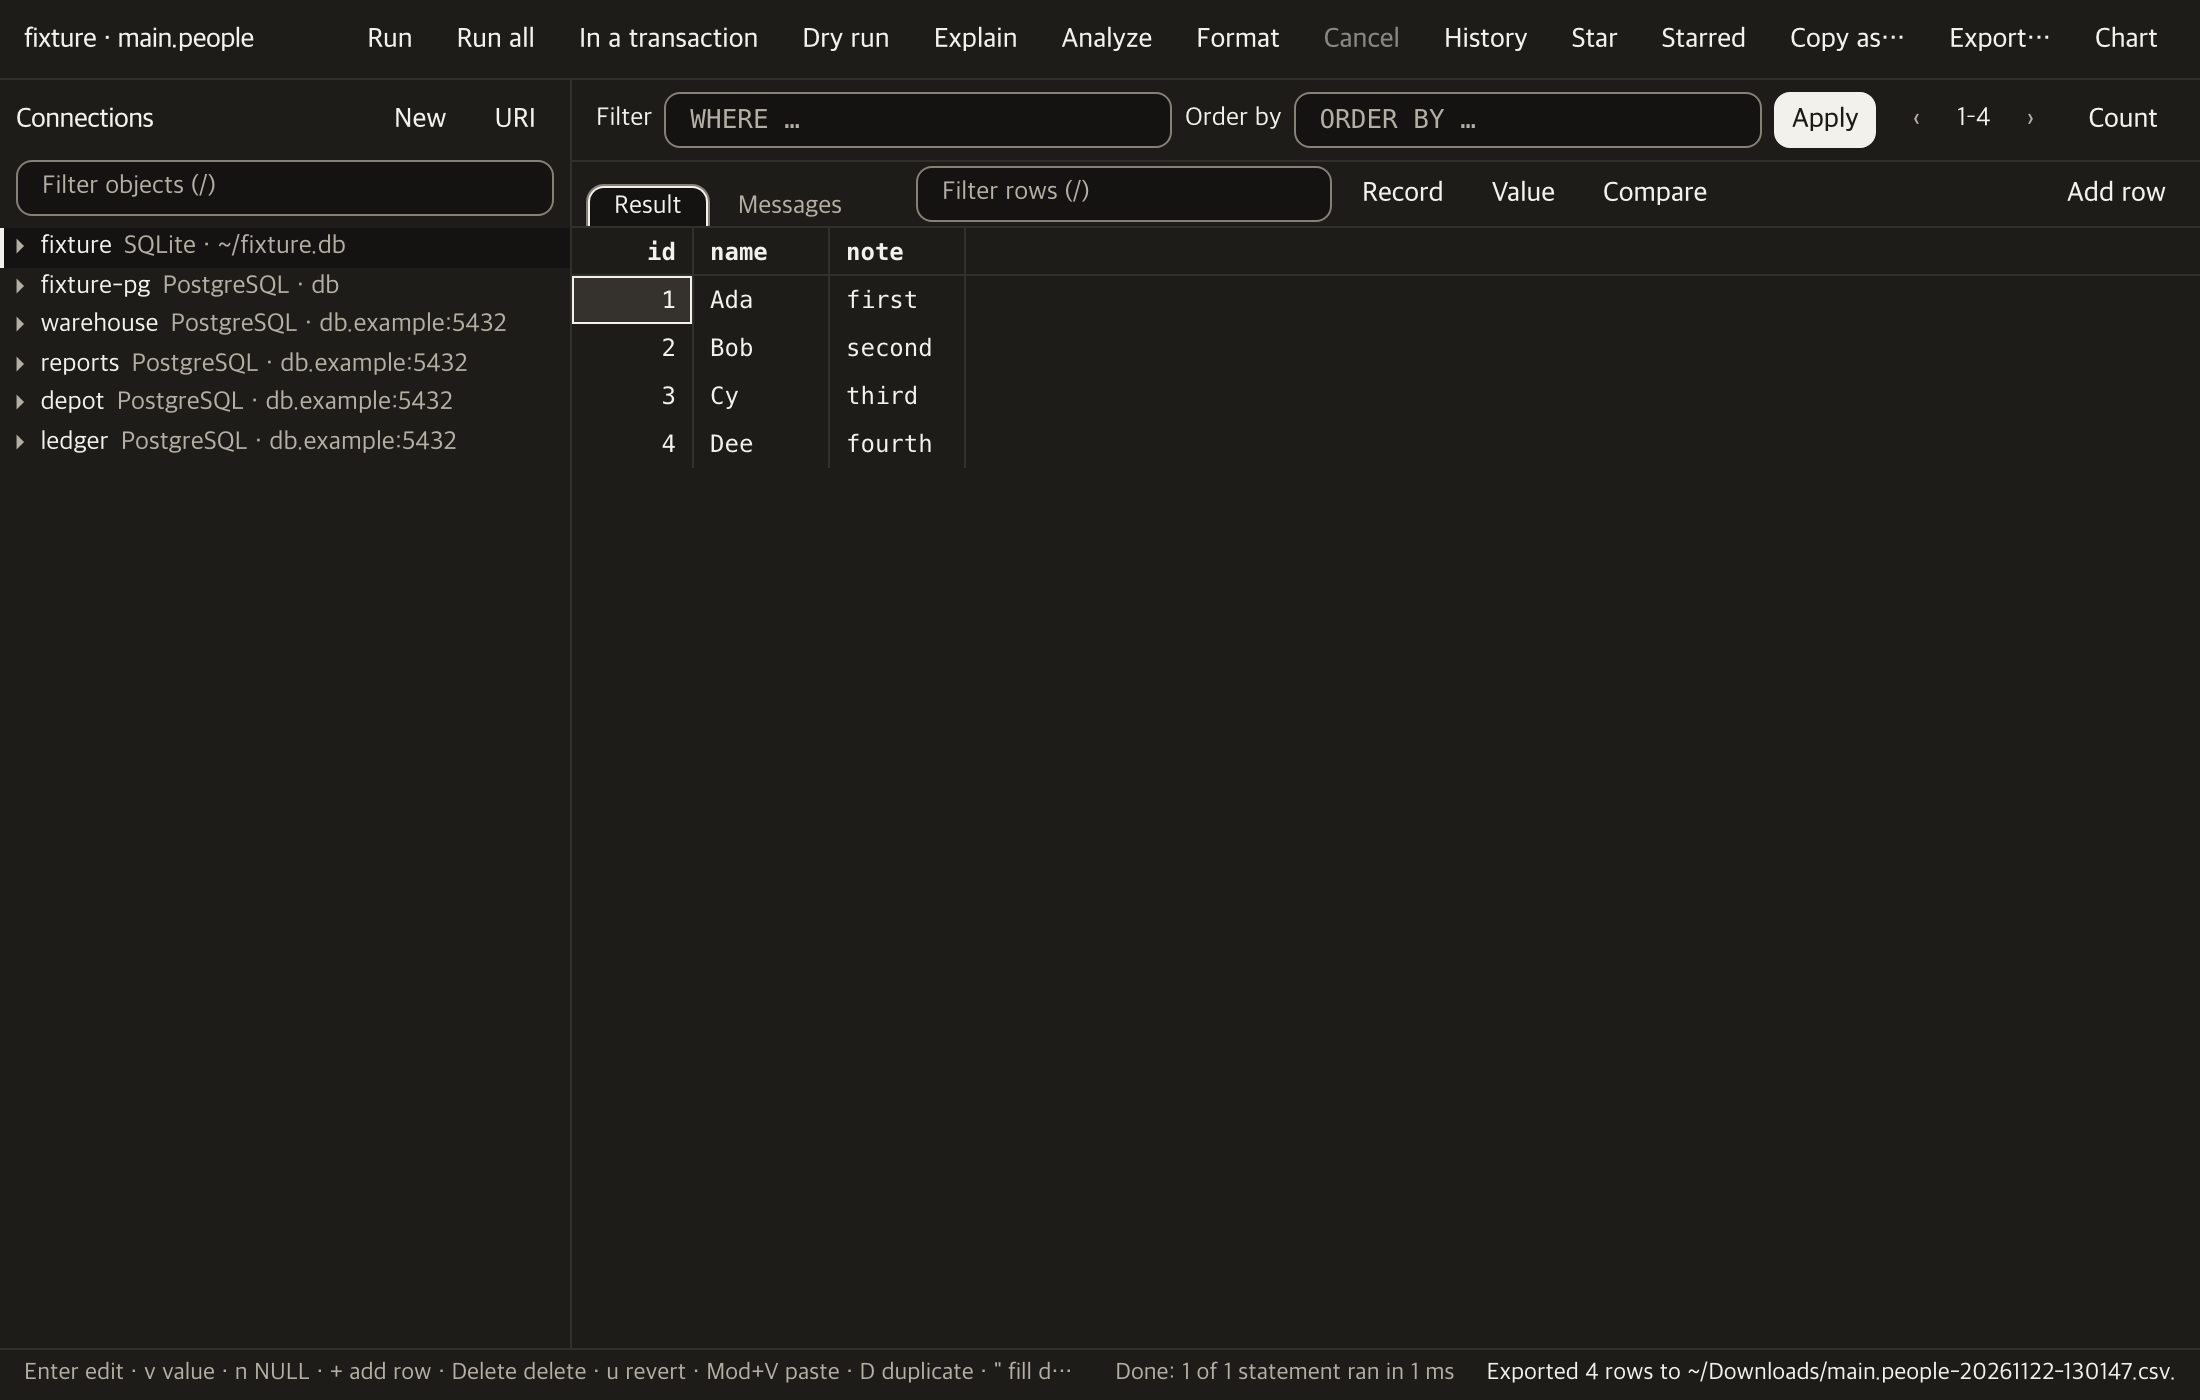 fixture · main.people Run Run all In a transaction Dry run Explain Analyze Format Cancel History Star Starred Copy as··· Export··· Chart
Connections New URI
Filter objects (/)
fixture SQLite · ~/fixture.db
fixture-pg PostgreSQL · db
warehouse PostgreSQL · db.example:5432
reports PostgreSQL · db.example:5432
depot PostgreSQL · db.example:5432
ledger PostgreSQL · db.example:5432
Filter WHERE … Order by ORDER BY … Apply ‹ 1-4 › Count
Result Messages Filter rows (/) Record Value Compare Add row
id name note
1 Ada first
2 Bob second
3 Cy third
4 Dee fourth
Enter edit · v value · n NULL · + add row · Delete delete · u revert · Mod+V paste · D duplicate · " fill d··· Done: 1 of 1 statement ran in 1 ms Exported 4 rows to ~/Downloads/main.people-20261122-130147.csv.